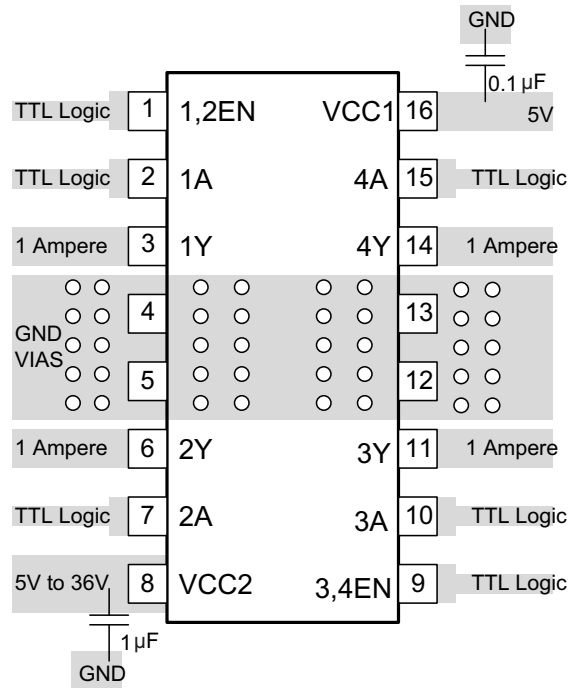 GND
0.1 µF
TTL Logic 1 1,2EN VCC1 16 5V
TTL Logic 2 1A 4A 15 TTL Logic
1 Ampere 3 1Y 4Y 14 1 Ampere
4 13
GND
VIAS
5 12
1 Ampere 6 2Y 3Y 11 1 Ampere
TTL Logic 7 2A 3A 10 TTL Logic
5V to 36V 8 VCC2 3,4EN 9 TTL Logic
1 µF
GND